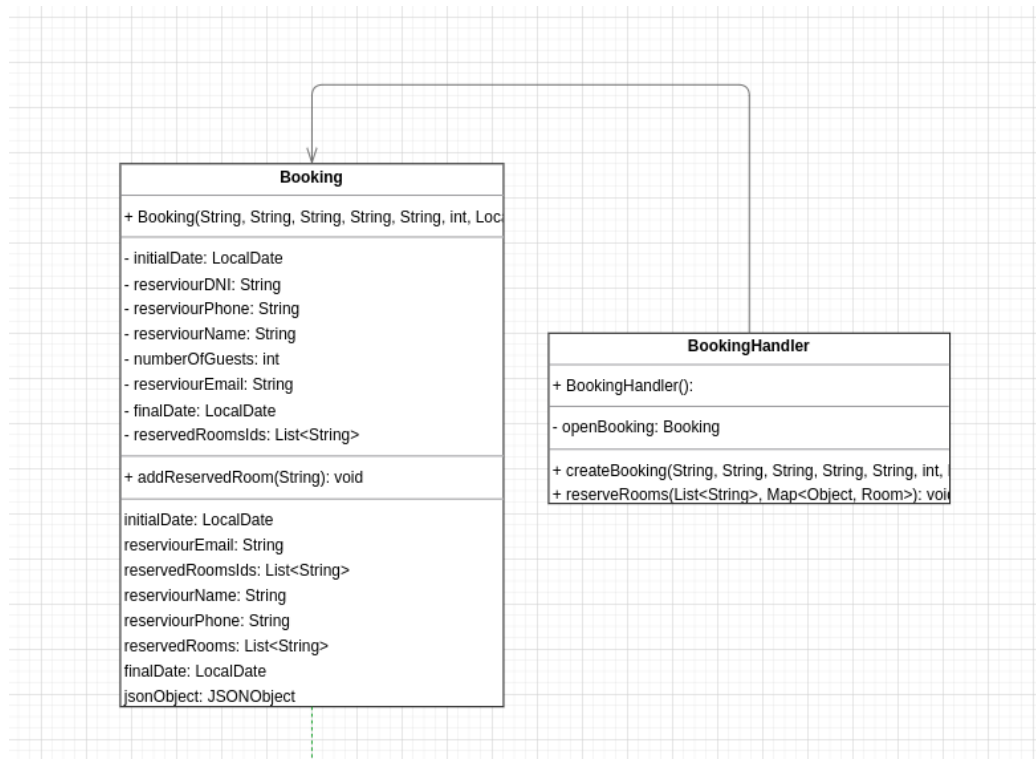 Booking
+ Booking(String, String, String, String, String, int,
- initialDate: LocalDate
- reserviourDNI: String
- reserviourPhone: String
- reserviourName: String
- numberOfGuests: int
- reserviourEmail: String
- finalDate: LocalDate
- reservedRoomsIds: List<String>
+ addReservedRoom(String): void
initialDate: LocalDate
reserviourEmail: String
reservedRoomsIds: List<String>
reserviourName: String
reserviourPhone: String
reservedRooms: List<String>
finalDate: LocalDate
jsonObject: JSONObject
BookingHandler
+ BookingHandler():
- openBooking: Booking
+ createBooking(String, String, String, String, String, int,
+ reserveRooms(List<String>, Map<Object, Room>):